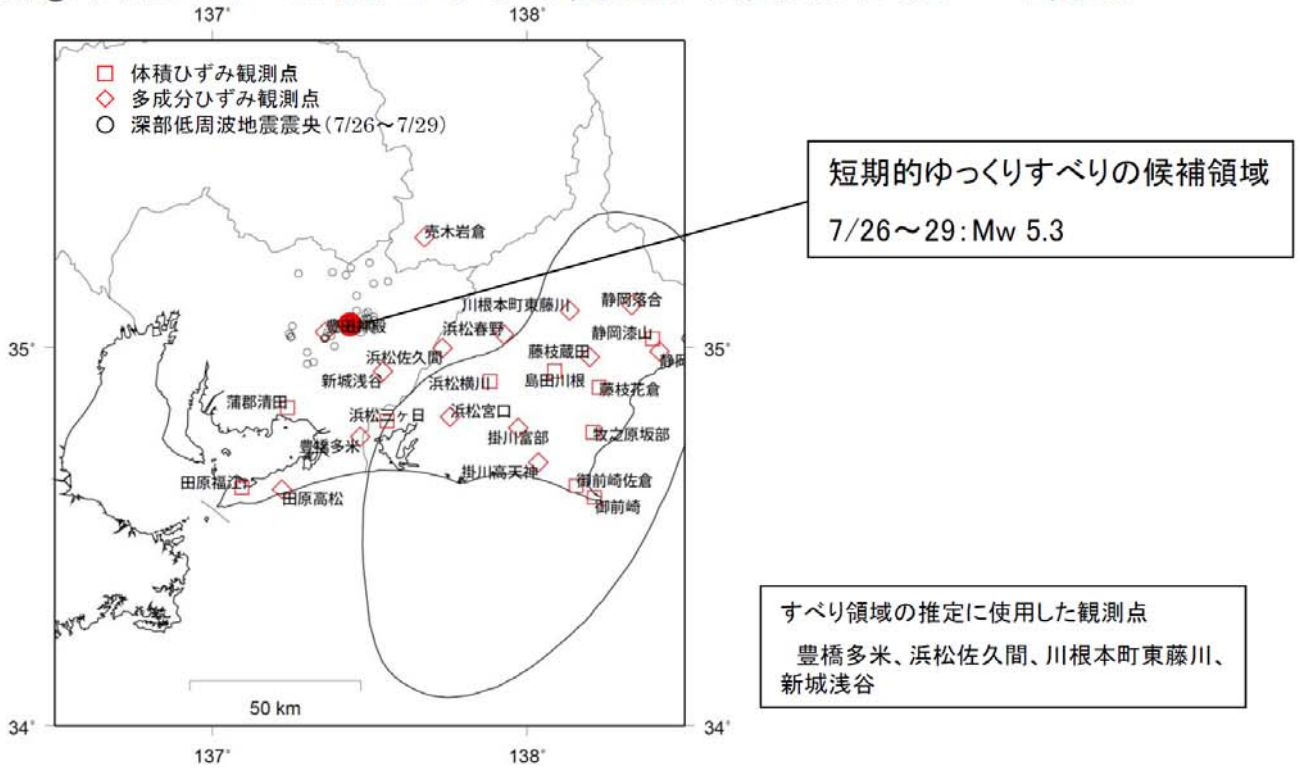 137°
138°
体積ひずみ観測点
多成分ひずみ観測点
深部低周波地震震央(7/26～7/29)
短期的ゆっくりすべりの候補領域
7/26～29:Mw 5.3
売木岩倉
川根本町東藤川
静岡落合
浜松春野
静岡漆山
35°
35°
浜松佐久間
藤枝蔵田
新城浅谷
浜松横川
島田川根
藤枝花倉
蒲郡清田
浜松三ヶ日
浜松宮口
豊橋多米
掛川富部
牧之原坂部
掛川高天神
田原福江
御前崎佐倉
田原高松
御前崎
すべり領域の推定に使用した観測点
豊橋多米、浜松佐久間、川根本町東藤川、
新城浅谷
50 km
34°
34°
137°
138°